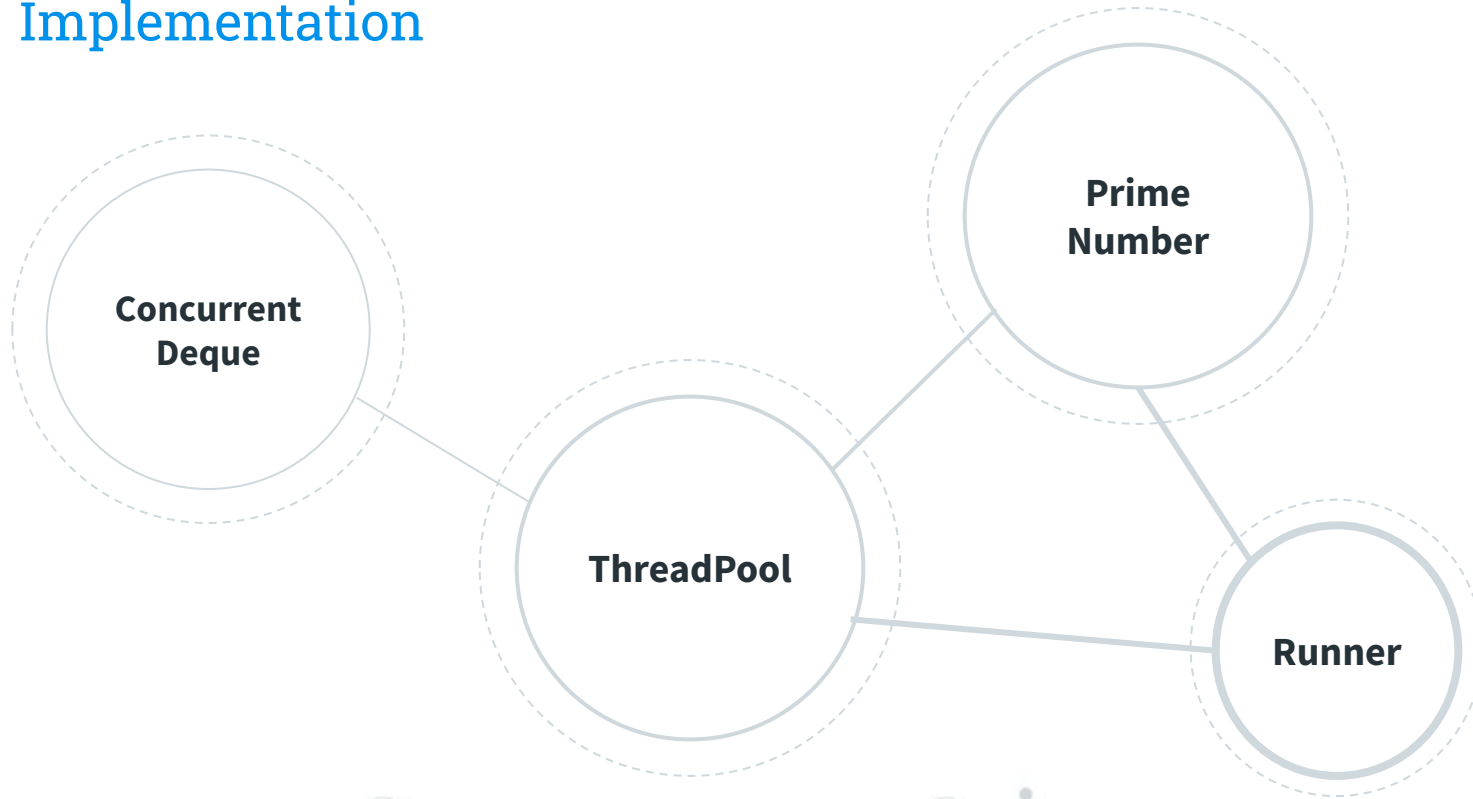 Implementation
Prime
Number
Concurrent
Deque
ThreadPool
Runner